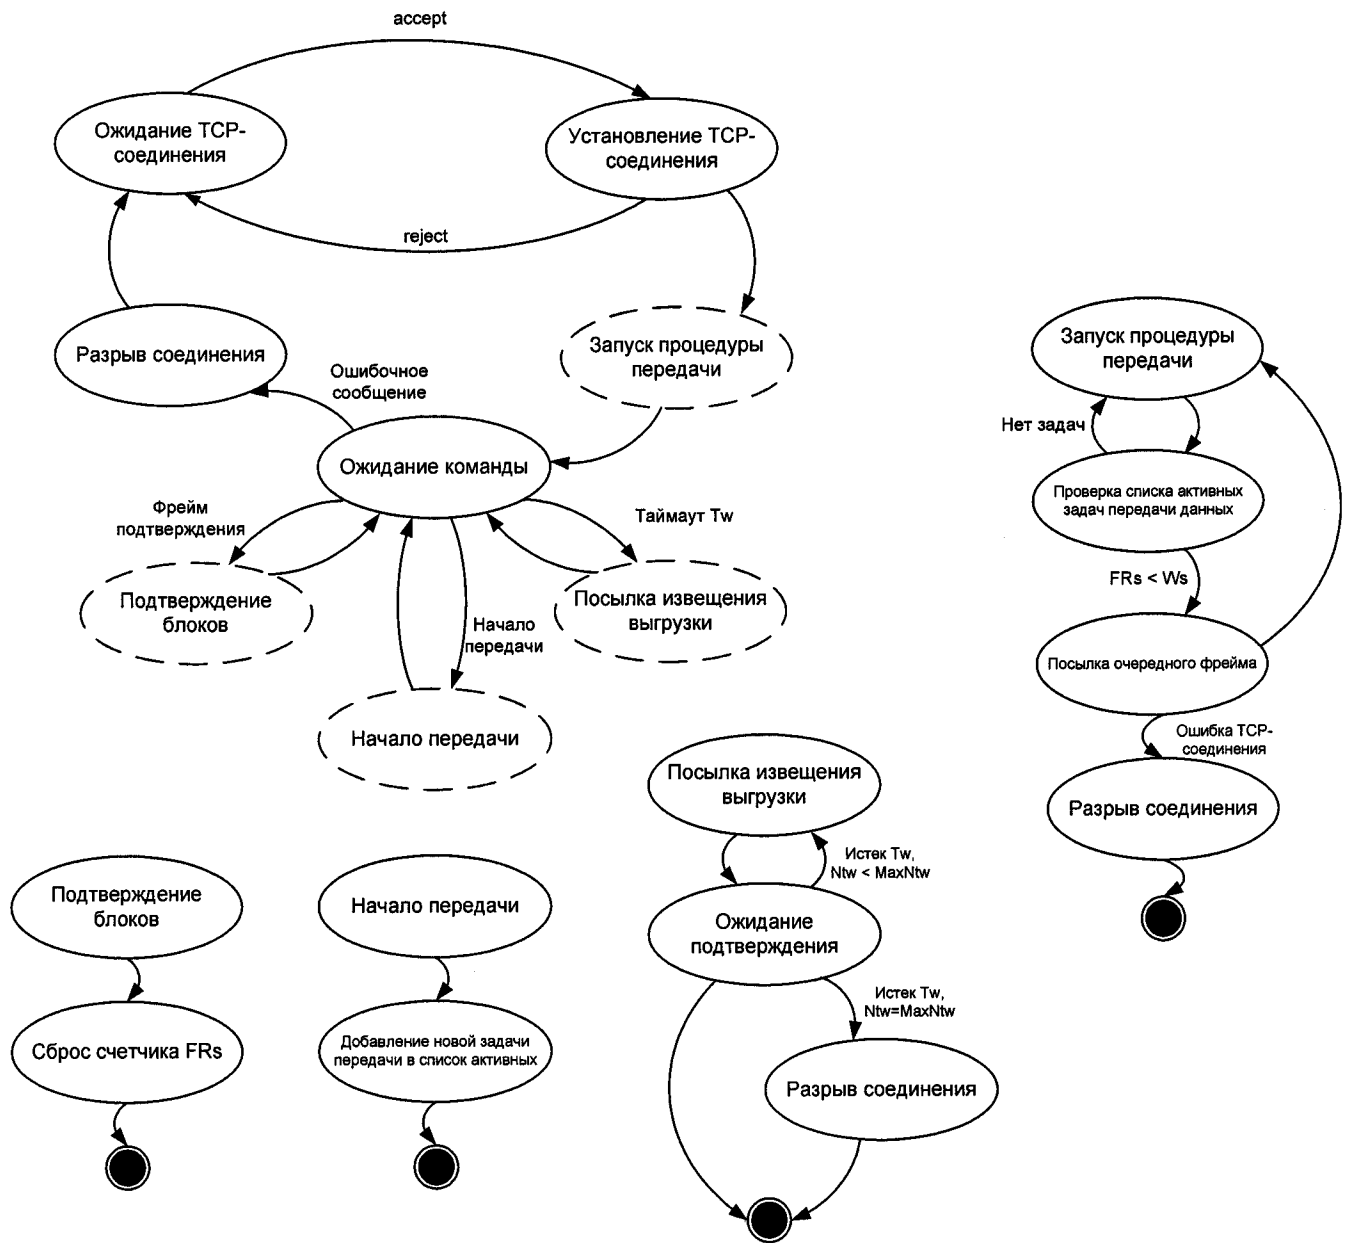 accept
Ожидание TCP-
соединения
Установление TCP-
соединения
reject
Разрыв соединения
Ошибочное
сообщение
Запуск процедуры
передачи
Ожидание команды
Фрейм
подтверждения
Таймаут Tw
Подтверждение
блоков
Начало
передачи
Посылка извещения
выгрузки
Начало передачи
Запуск процедуры
передачи
Нет задач
Проверка списка активных
задач передачи данных
FRs < Ws
Посылка очередного фрейма
Ошибка TCP-
соединения
Разрыв соединения
Посылка извещения
выгрузки
Истек Tw,
Ntw < MaxNtw
Ожидание
подтверждения
Истек Tw,
Ntw=MaxNtw
Разрыв соединения
Подтверждение
блоков
Сброс счетчика FRs
Начало передачи
Добавление новой задачи
передачи в список активных